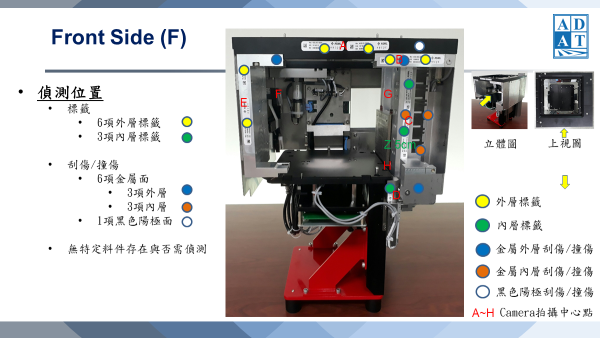 Front Side (F)
A D
A T
偵測位置
標籤
6項外層標籤
3項內層標籤
刮傷/撞傷
6項金屬面
3項外層
3項內層
1項黑色陽極面
無特定料件存在與否需偵測
A
B
E
F
G
H
立體圖
上視圖
外層標籤
內層標籤
金屬外層刮傷/撞傷
金屬內層刮傷/撞傷
黑色陽極刮傷/撞傷
A~H Camera拍攝中心點